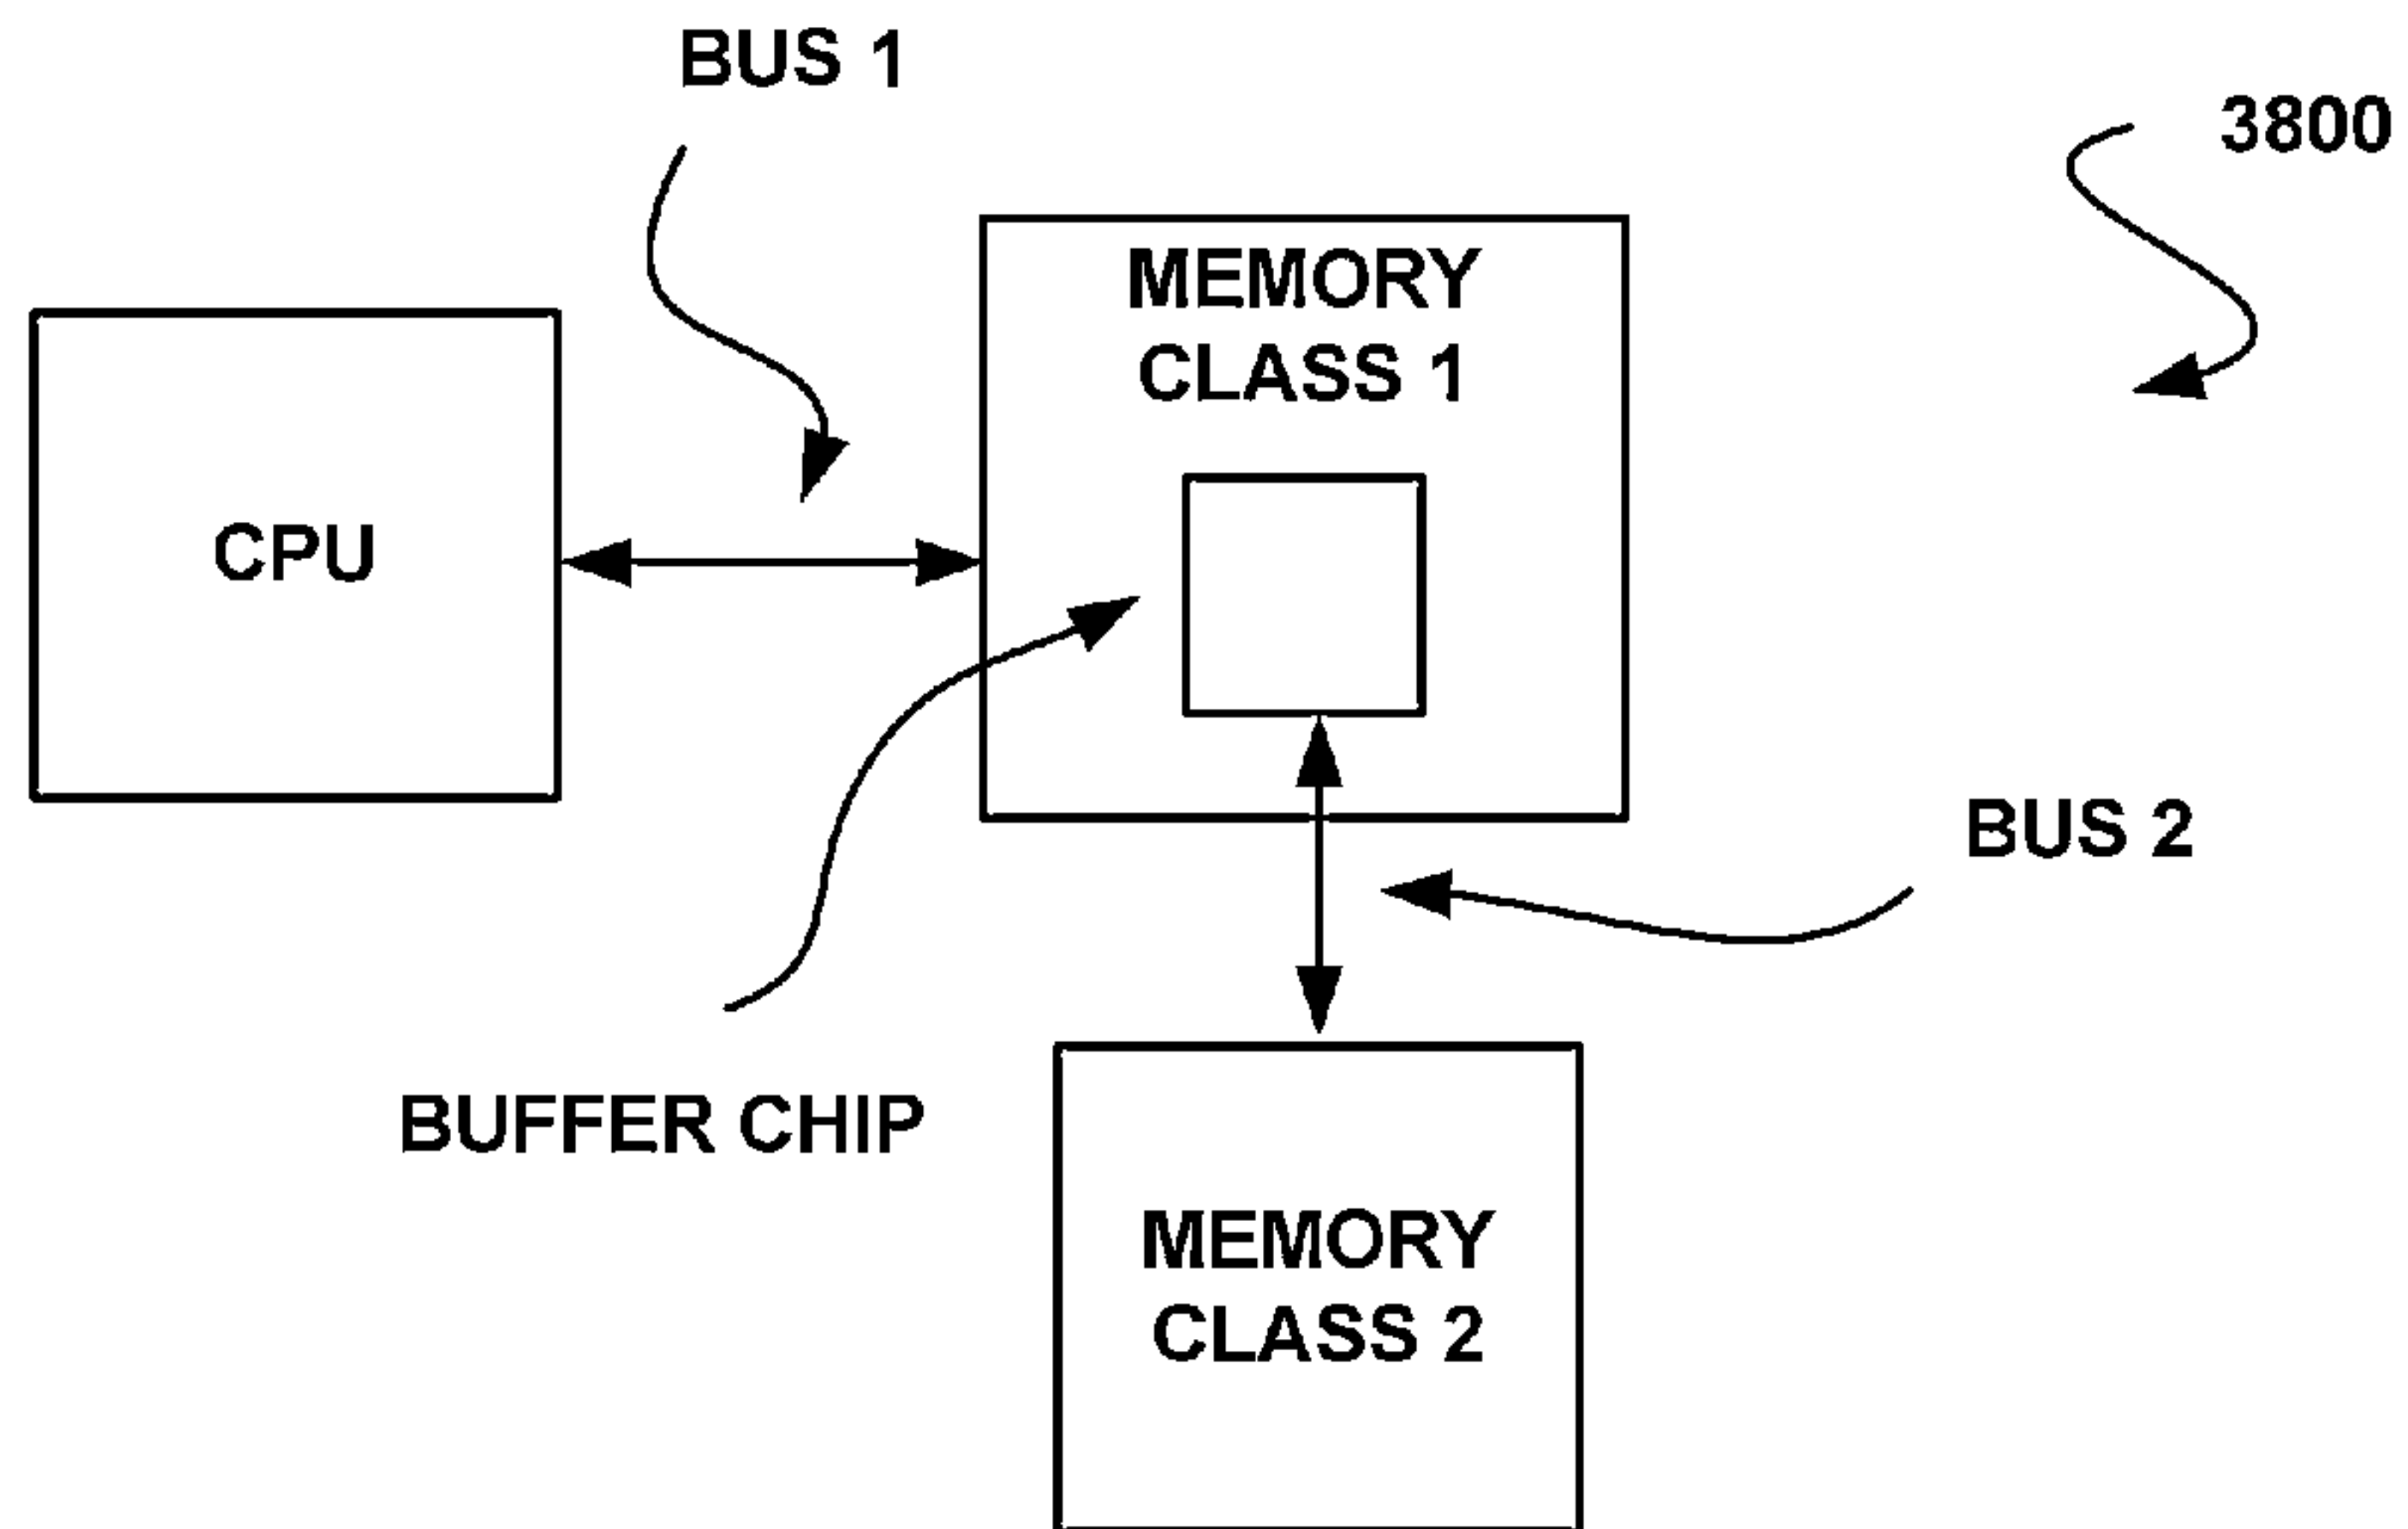 BUS 1
3800
MEMORY
CLASS 1
CPU
BUS 2
BUFFER CHIP
MEMORY
CLASS 2